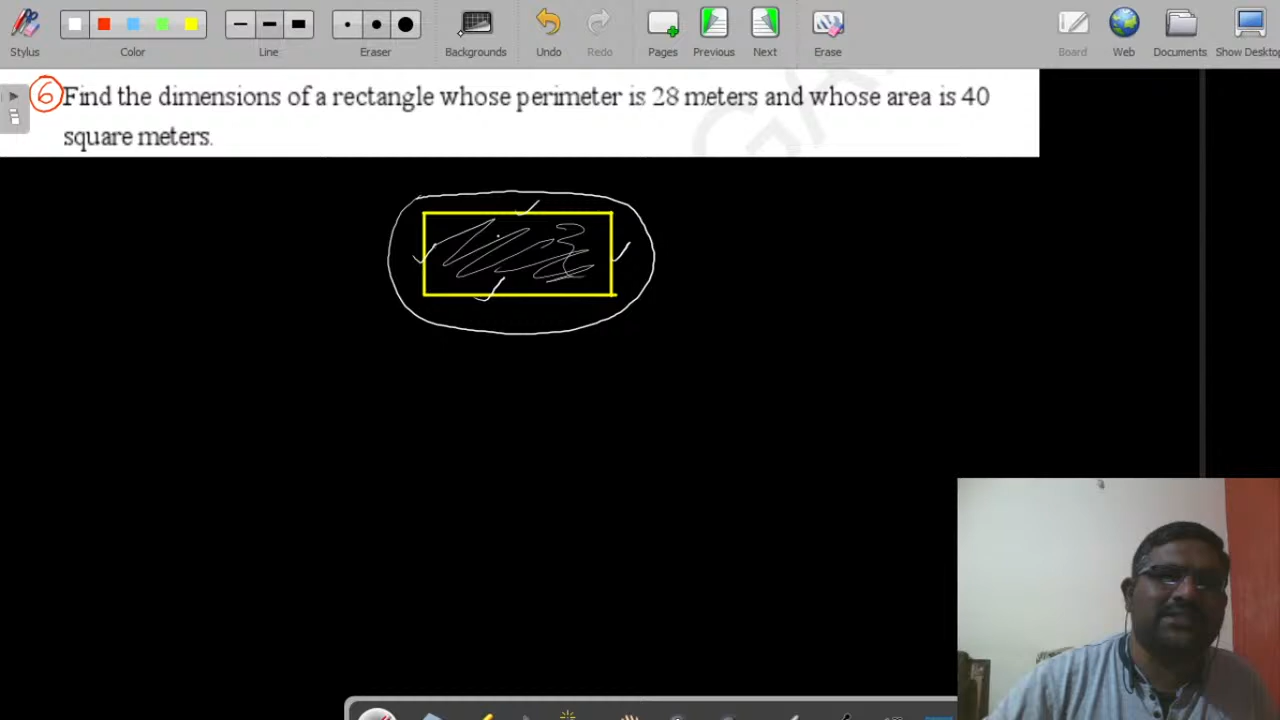 Stylus Color Line Eraser Backgrounds Undo Redo Pages Previous Next Erase Board Web Documents Show Desktop
6 Find the dimensions of a rectangle whose perimeter is 28 meters and whose area is 40
square meters.